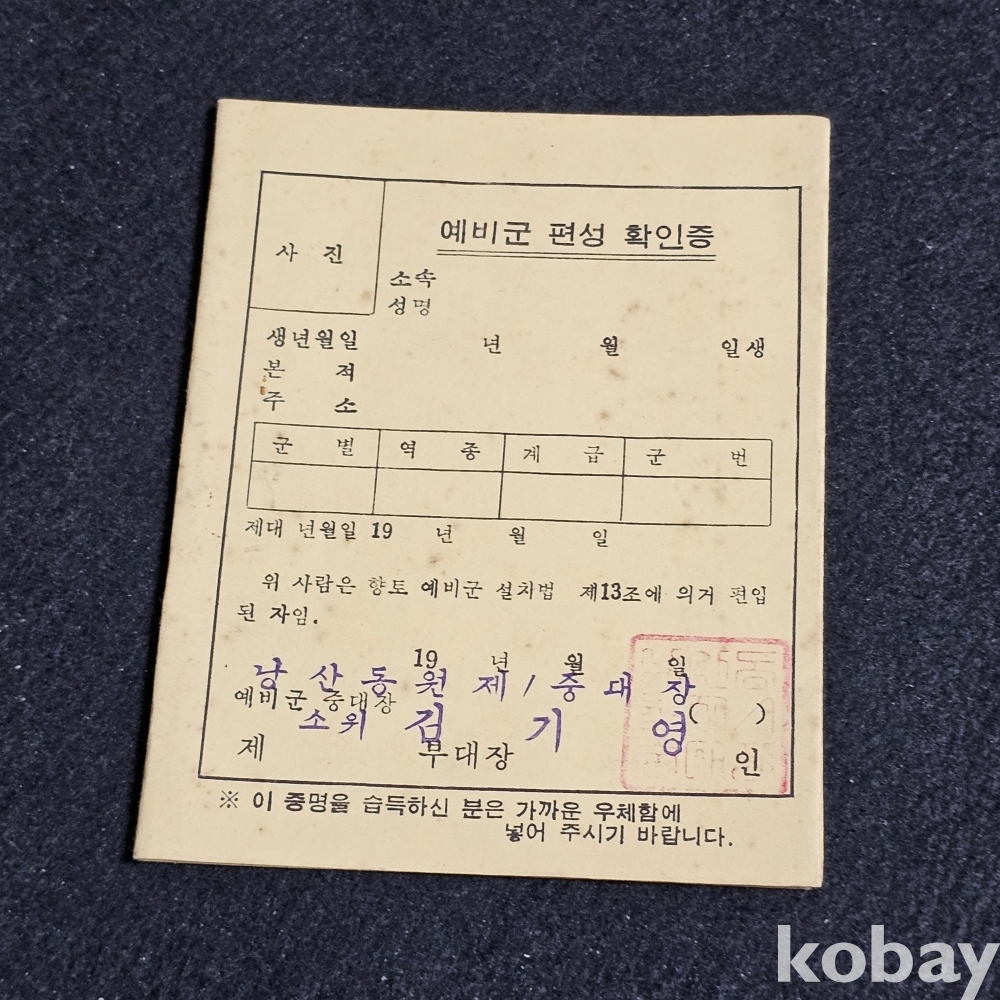 사 진
예비군 편성 확인증
소속
성명
생년월일 년 월 일생
본 적
주 소
군 별 역 종 계 급 군 번
제대 년월일 19 년 월 일
위 사람은 향토 예비군 설치법 제13조에 의거 편입
된 자임.
19 년 월 일
낭산동원 제1중대장
예비군 중대장 ( )
소위 김기영
제 부대장 인
※ 이 증명을 습득하신 분은 가까운 우체함에
넣어 주시기 바랍니다.
kobay